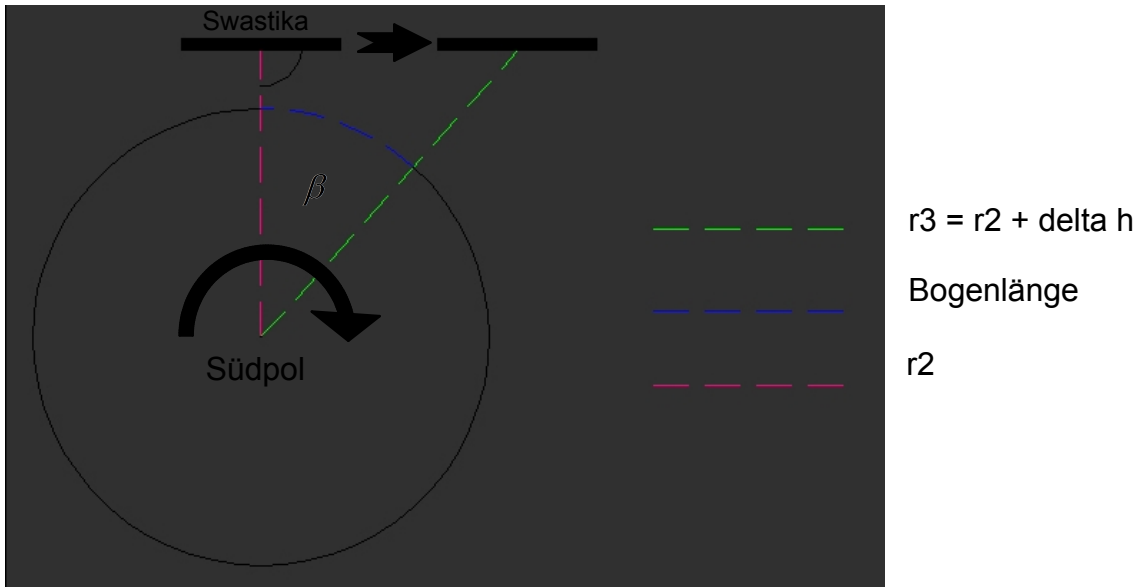 Swastika
β
Südpol
r3 = r2 + delta h
Bogenlänge
r2